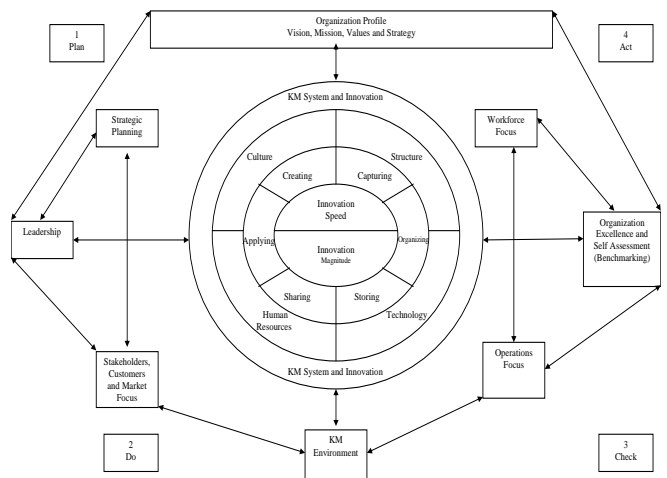 1
Plan
Organization Profile
Vision, Mission, Values and Strategy
4
Act
KM System and Innovation
Strategic
Planning
Workforce
Focus
Culture
Structure
Creating
Capturing
Innovation
Speed
Leadership
Applying
Innovation
Magnitude
Organizing
Organization
Excellence and
Self Assessment
(Benchmarking)
Sharing
Storing
Human
Resources
Technology
Stakeholders,
Customers
and Market
Focus
Operations
Focus
KM System and Innovation
2
Do
KM
Environment
3
Check